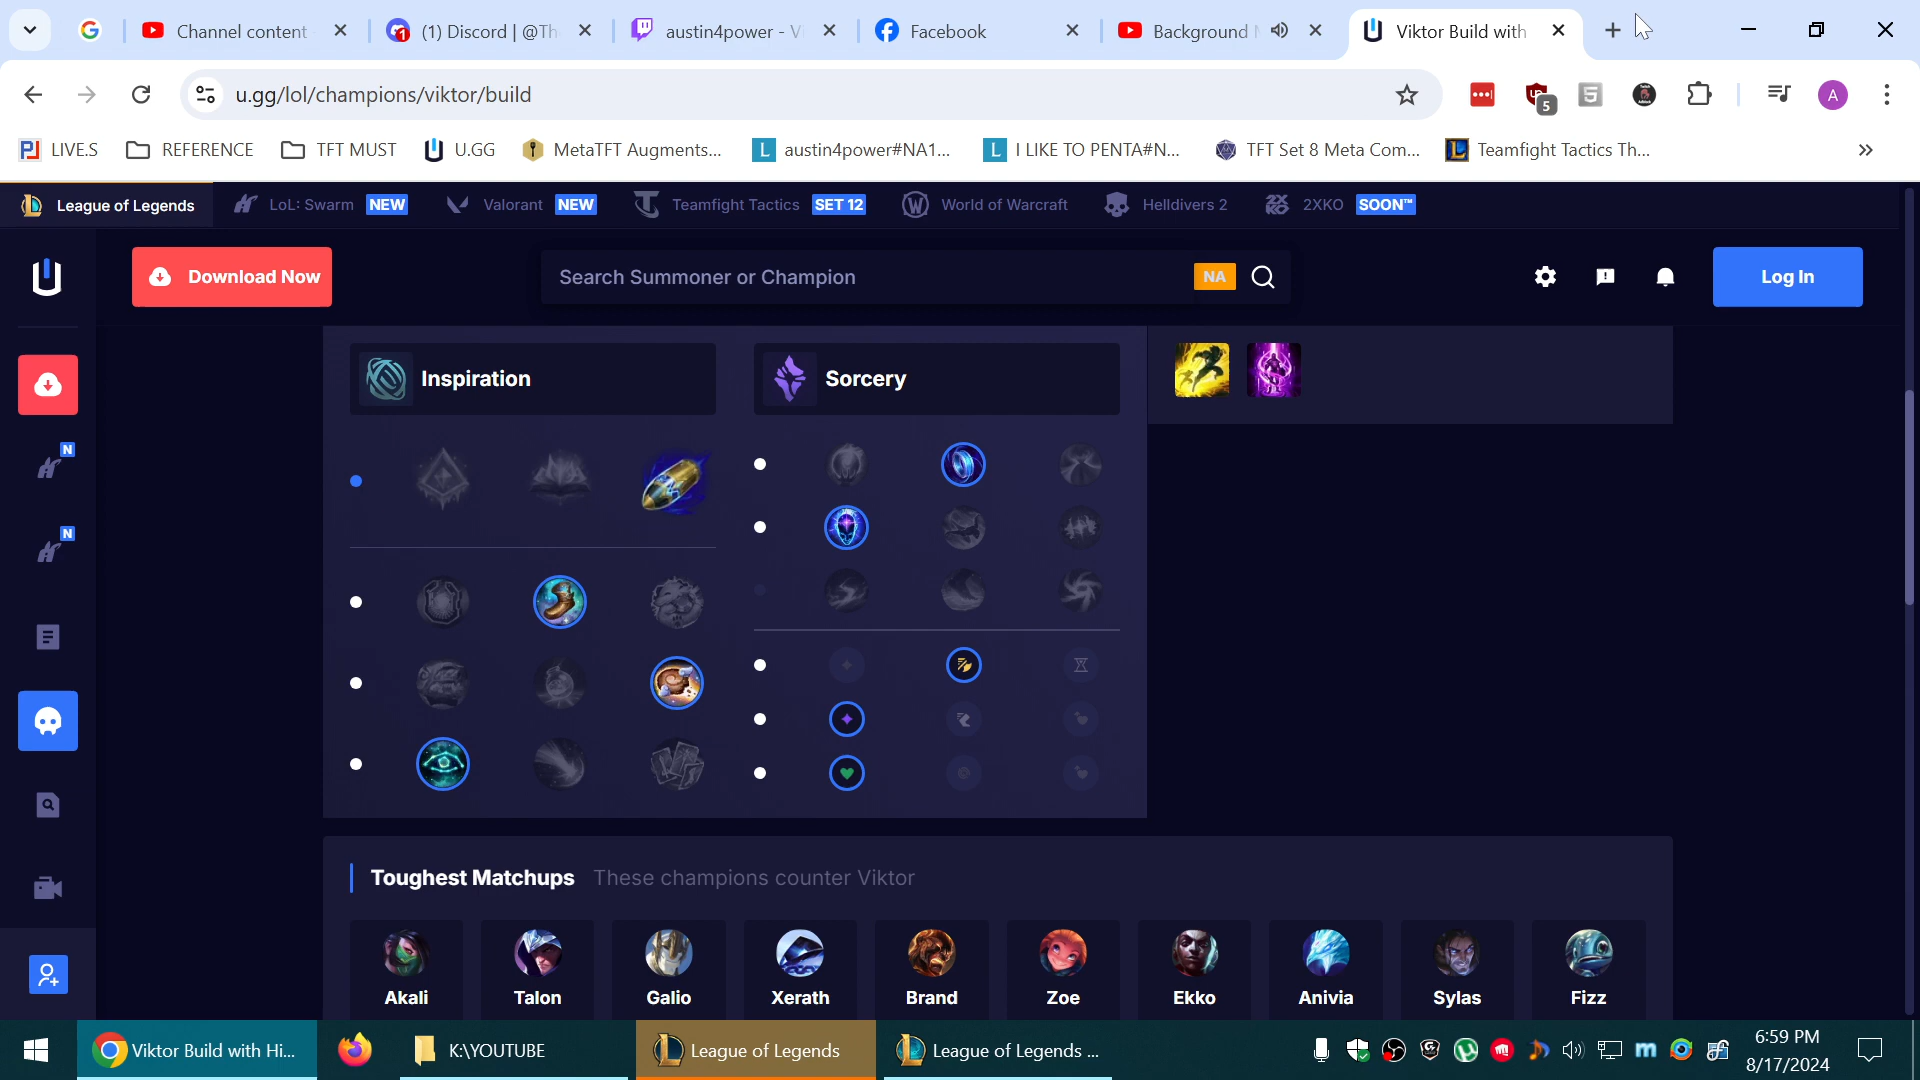 Channel content
(1) Discord | @Th
austin4power - V
Facebook
Background
Viktor Build with
u.gg/lol/champions/viktor/build
5
A
LIVE.S
REFERENCE
TFT MUST
U.GG
MetaTFT Augments...
austin4power#NA1...
I LIKE TO PENTA#N...
TFT Set 8 Meta Com...
Teamfight Tactics Th...
League of Legends
LoL: Swarm NEW
Valorant NEW
Teamfight Tactics SET 12
World of Warcraft
Helldivers 2
2XKO SOON™
Download Now
Search Summoner or Champion
NA
Log In
N
N
Inspiration
Sorcery
Toughest Matchups These champions counter Viktor
Akali
Talon
Galio
Xerath
Brand
Zoe
Ekko
Anivia
Sylas
Fizz
Viktor Build with Hi...
K:\YOUTUBE
League of Legends
League of Legends ...
6:59 PM
8/17/2024